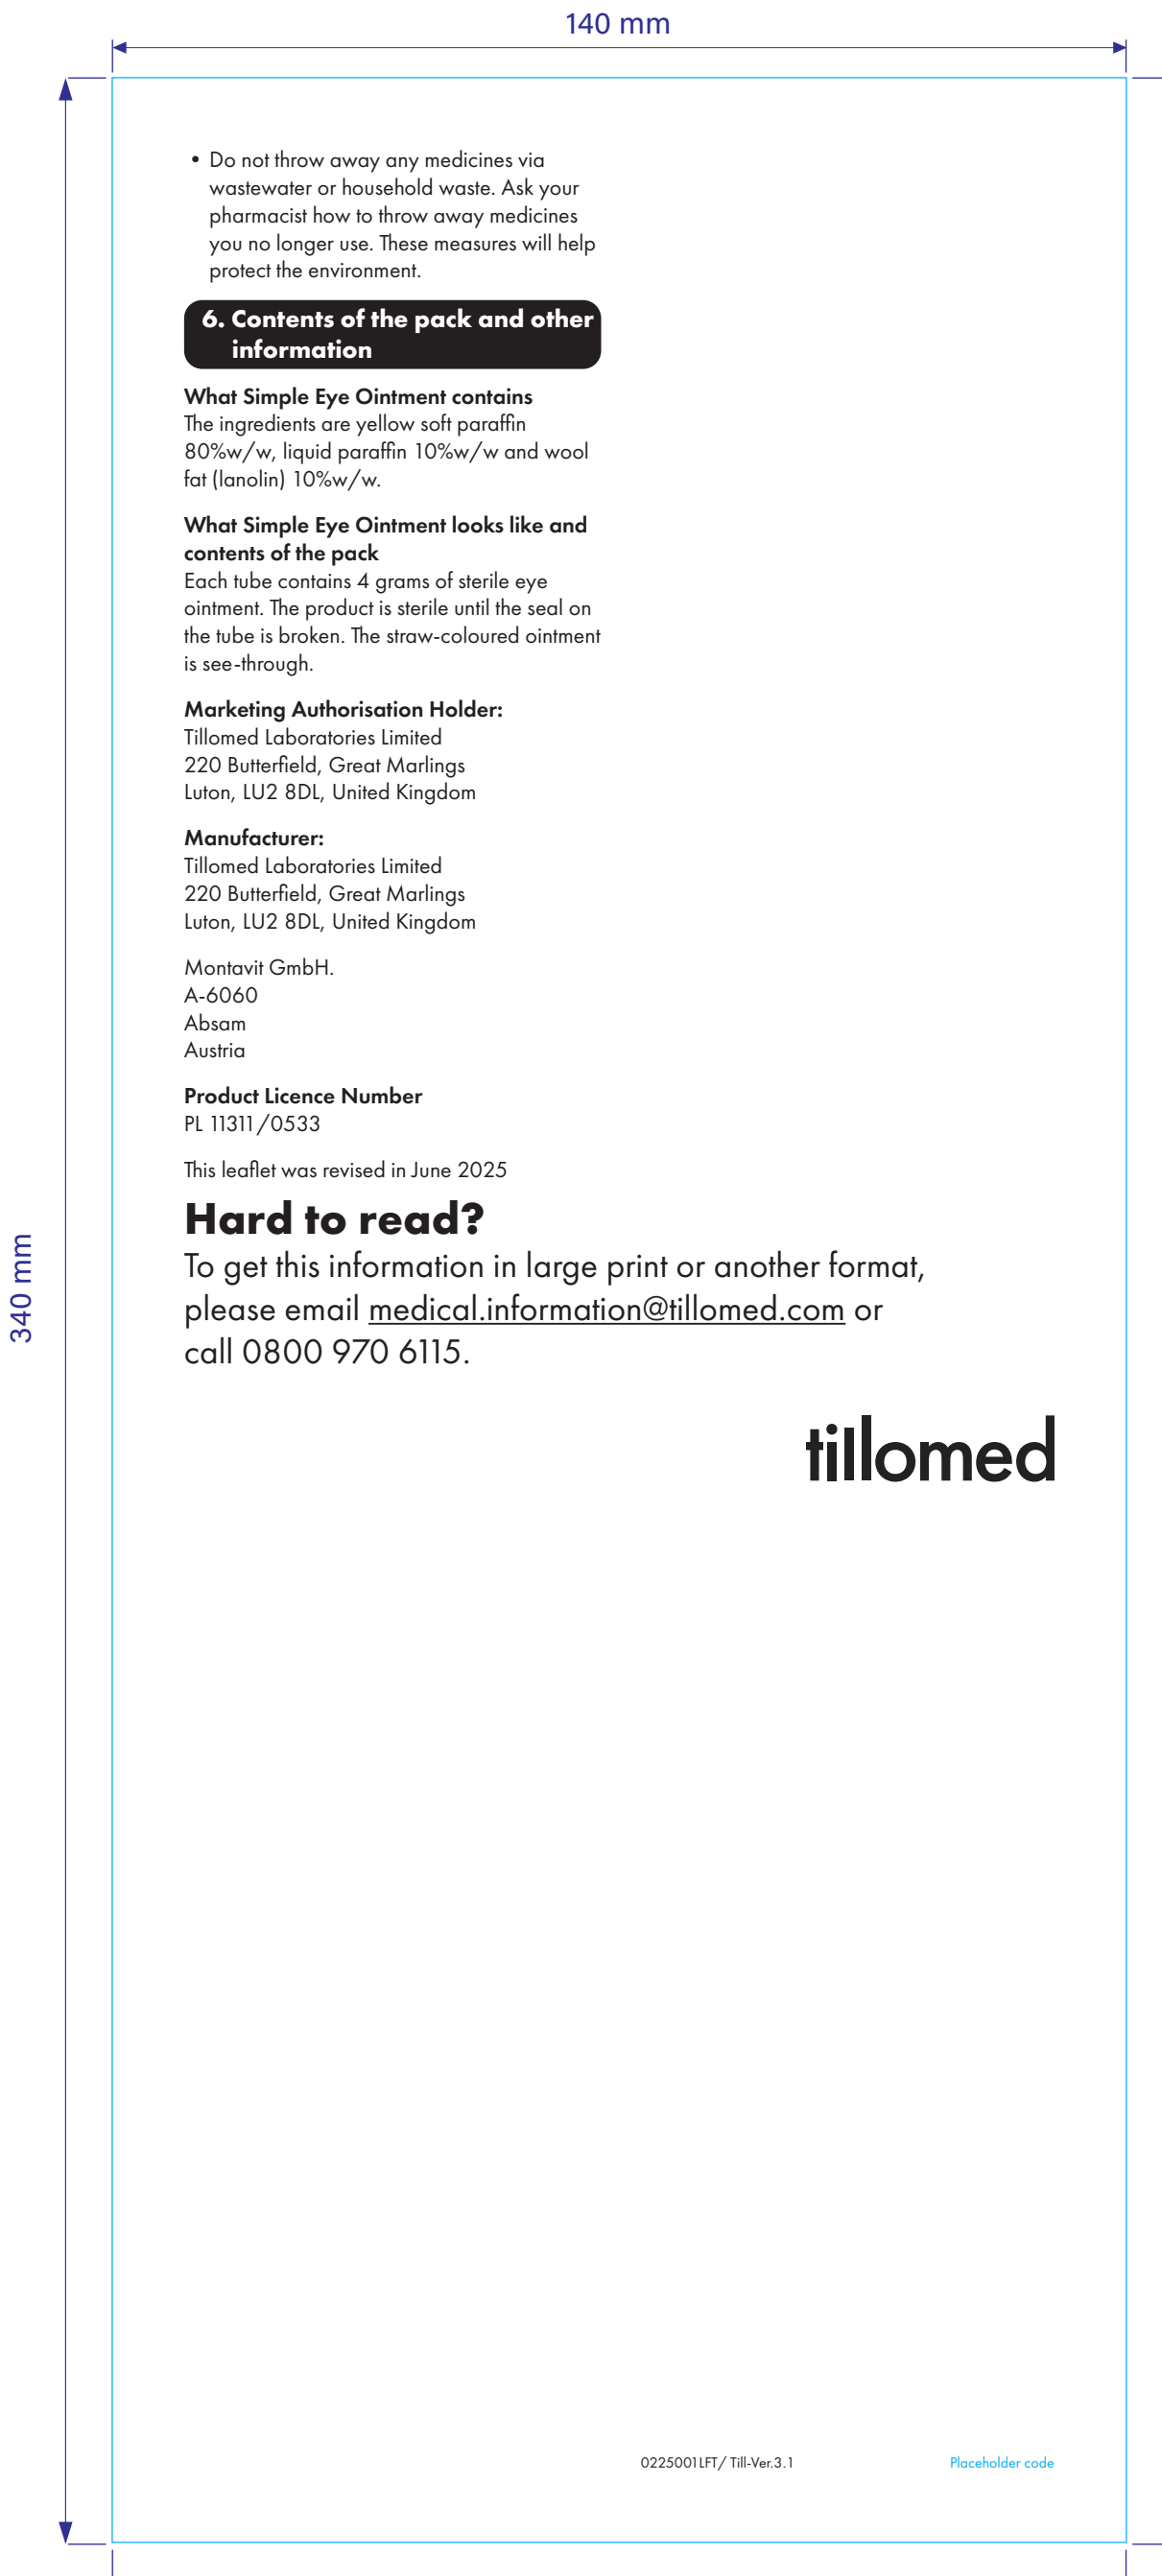 140 mm
340 mm
• Do not throw away any medicines via
wastewater or household waste. Ask your
pharmacist how to throw away medicines
you no longer use. These measures will help
protect the environment.
6. Contents of the pack and other
information
What Simple Eye Ointment contains
The ingredients are yellow soft paraffin
80%w/w, liquid paraffin 10%w/w and wool
fat (lanolin) 10%w/w.
What Simple Eye Ointment looks like and
contents of the pack
Each tube contains 4 grams of sterile eye
ointment. The product is sterile until the seal on
the tube is broken. The straw-coloured ointment
is see-through.
Marketing Authorisation Holder:
Tillomed Laboratories Limited
220 Butterfield, Great Marlings
Luton, LU2 8DL, United Kingdom
Manufacturer:
Tillomed Laboratories Limited
220 Butterfield, Great Marlings
Luton, LU2 8DL, United Kingdom
Montavit GmbH.
A-6060
Absam
Austria
Product Licence Number
PL 11311/0533
This leaflet was revised in June 2025
Hard to read?
To get this information in large print or another format,
please email medical.information@tillomed.com or
call 0800 970 6115.
tillomed
0225001LFT/ Till-Ver.3.1
Placeholder code